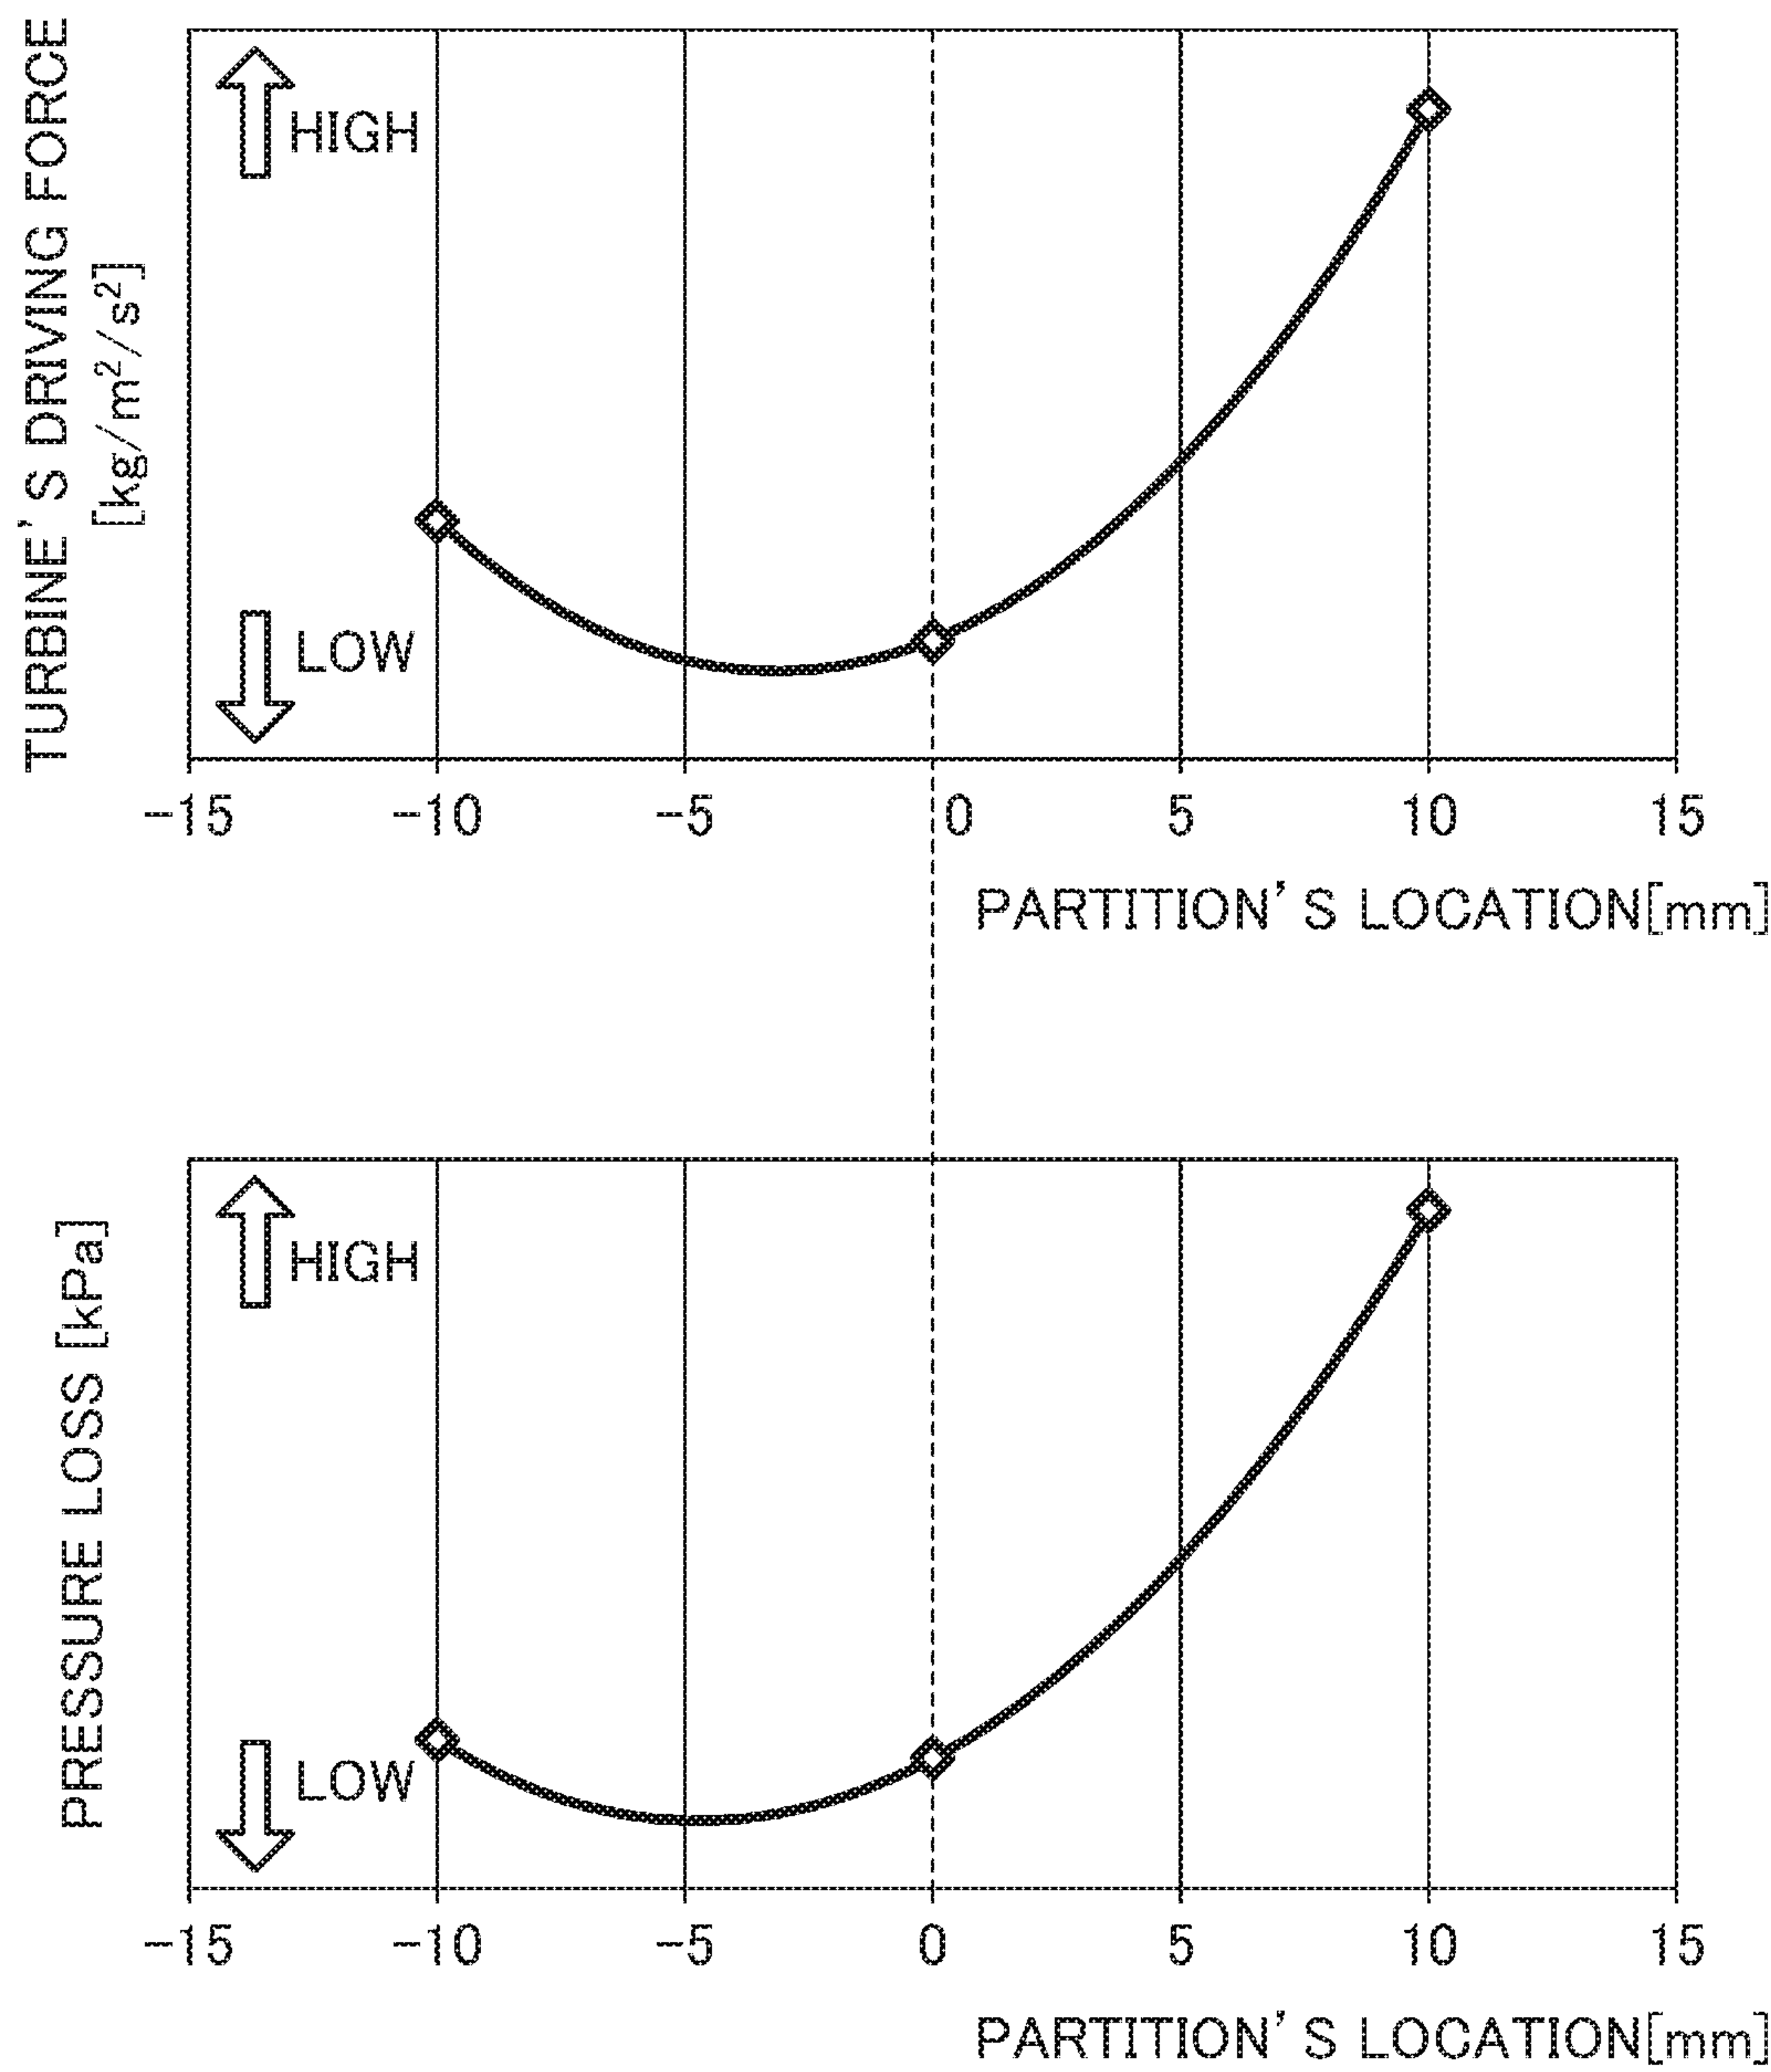 TURBINE'S DRIVING FORCE
[kg/m²/s²]
HIGH
LOW
-15 -10 -5 0 5 10 15
PARTITION'S LOCATION[mm]
PRESSURE LOSS [kPa]
HIGH
LOW
-15 -10 -5 0 5 10 15
PARTITION'S LOCATION[mm]